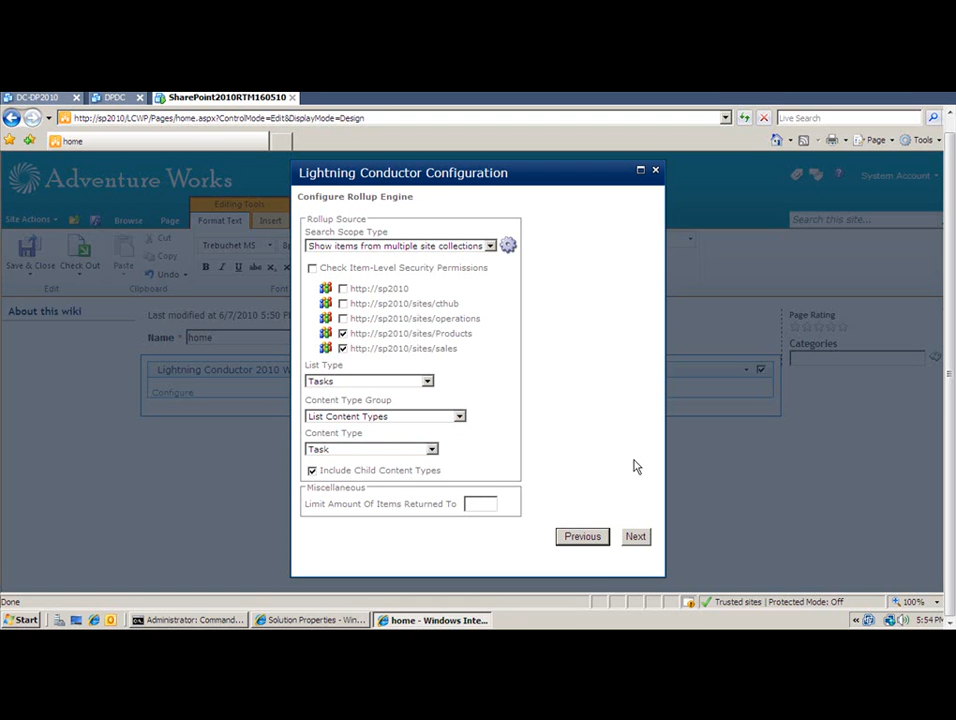 DC-DP2010
DPDC
SharePoint2010RTM160510
http://sp2010/LCWP/Pages/home.aspx?ControlMode=Edit&DisplayMode=Design
Live Search
home
Page
Tools
Adventure Works
System Account
Editing Tools
Site Actions
Browse
Page
Format Text
Insert
Search this site...
Save & Close
Check Out
Paste
Cut
Copy
Undo
Trebuchet MS
B I U abc x
Edit
Clipboard
Lightning Conductor Configuration
Configure Rollup Engine
Rollup Source
Search Scope Type
Show items from multiple site collections
Check Item-Level Security Permissions
http://sp2010
http://sp2010/sites/cthub
http://sp2010/sites/operations
http://sp2010/sites/Products
http://sp2010/sites/sales
List Type
Tasks
Content Type Group
List Content Types
Content Type
Task
Include Child Content Types
Miscellaneous
Limit Amount Of Items Returned To
Previous
Next
About this wiki
Last modified at 6/7/2010 5:50 P
Name * home
Lightning Conductor 2010 W
Configure
Page Rating
Categories
Done
Trusted sites | Protected Mode: Off
100%
Start
Administrator: Command...
Solution Properties - Win...
home - Windows Inte...
5:54 PM